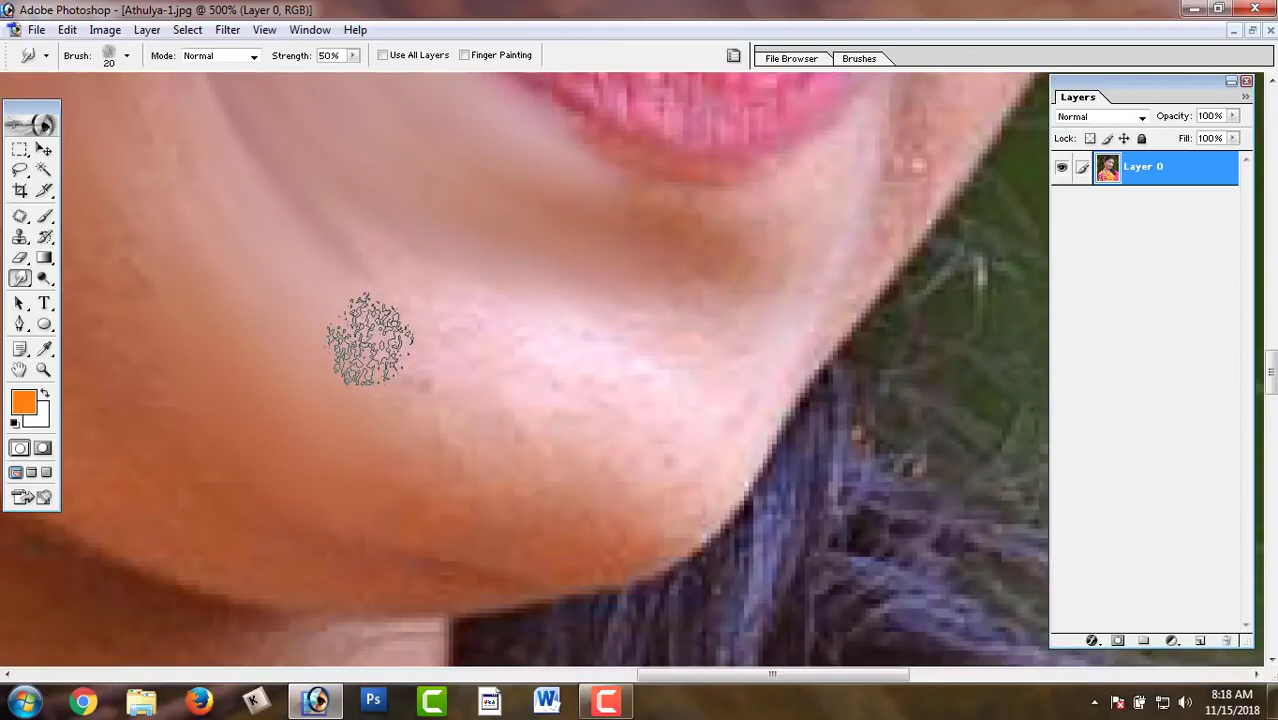 Adobe Photoshop - [Athulya-1.jpg @ 500% (Layer 0, RGB)]
File Edit Image Layer Select Filter View Window Help
Brush: 20 Mode: Normal Strength: 50% Use All Layers Finger Painting File Browser Brushes
Layers
Normal Opacity: 100%
Lock: Fill: 100%
Layer 0
T
Ps C W C
8:18 AM
11/15/2018